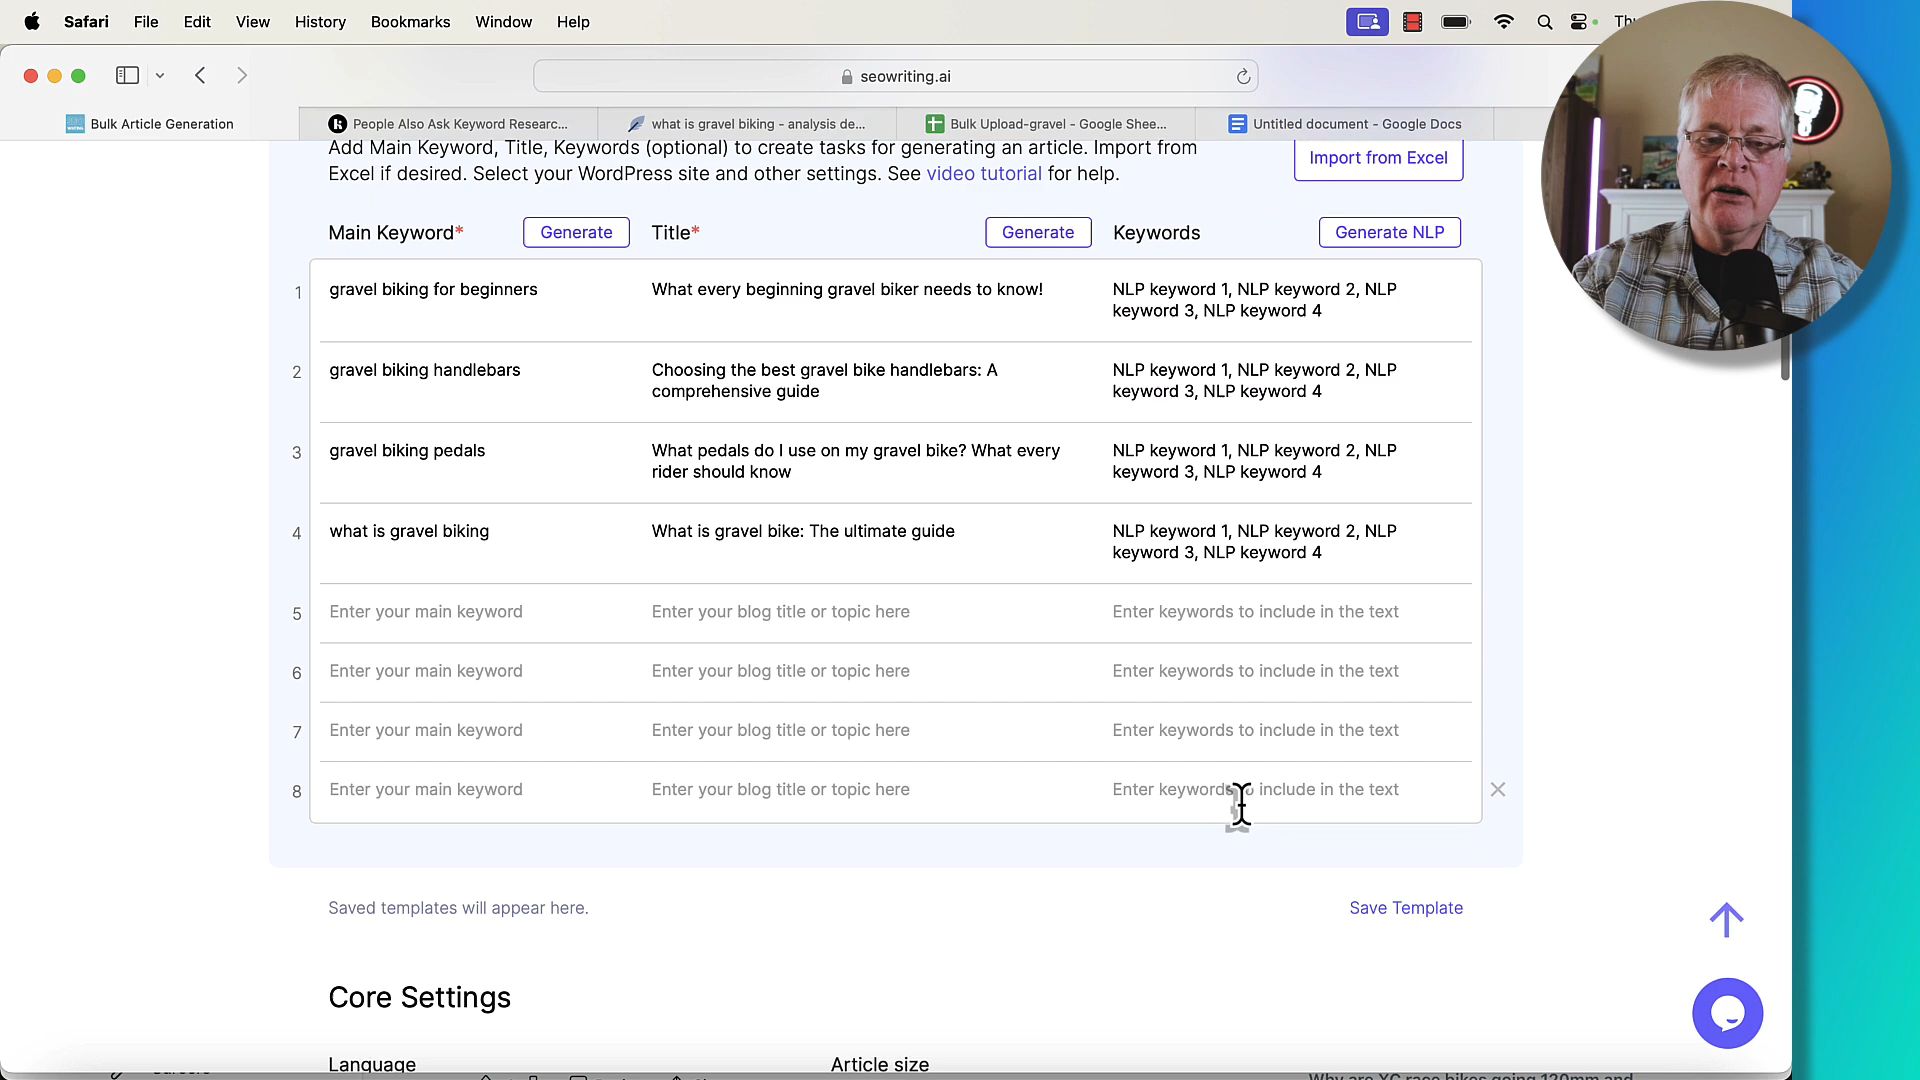 Safari File Edit View History Bookmarks Window Help
seowriting.ai
Bulk Article Generation
People Also Ask Keyword Researc...
what is gravel biking - analysis de...
Bulk Upload-gravel - Google Shee...
Untitled document - Google Docs
Add Main Keyword, Title, Keywords (optional) to create tasks for generating an article. Import from
Excel if desired. Select your WordPress site and other settings. See video tutorial for help.
Import from Excel
Main Keyword* Generate Title* Generate Keywords Generate NLP
1 gravel biking for beginners What every beginning gravel biker needs to know! NLP keyword 1, NLP keyword 2, NLP
keyword 3, NLP keyword 4
2 gravel biking handlebars Choosing the best gravel bike handlebars: A NLP keyword 1, NLP keyword 2, NLP
comprehensive guide keyword 3, NLP keyword 4
3 gravel biking pedals What pedals do I use on my gravel bike? What every NLP keyword 1, NLP keyword 2, NLP
rider should know keyword 3, NLP keyword 4
4 what is gravel biking What is gravel bike: The ultimate guide NLP keyword 1, NLP keyword 2, NLP
keyword 3, NLP keyword 4
5 Enter your main keyword Enter your blog title or topic here Enter keywords to include in the text
6 Enter your main keyword Enter your blog title or topic here Enter keywords to include in the text
7 Enter your main keyword Enter your blog title or topic here Enter keywords to include in the text
8 Enter your main keyword Enter your blog title or topic here Enter keywords to include in the text
Saved templates will appear here. Save Template
Core Settings
Language Article size